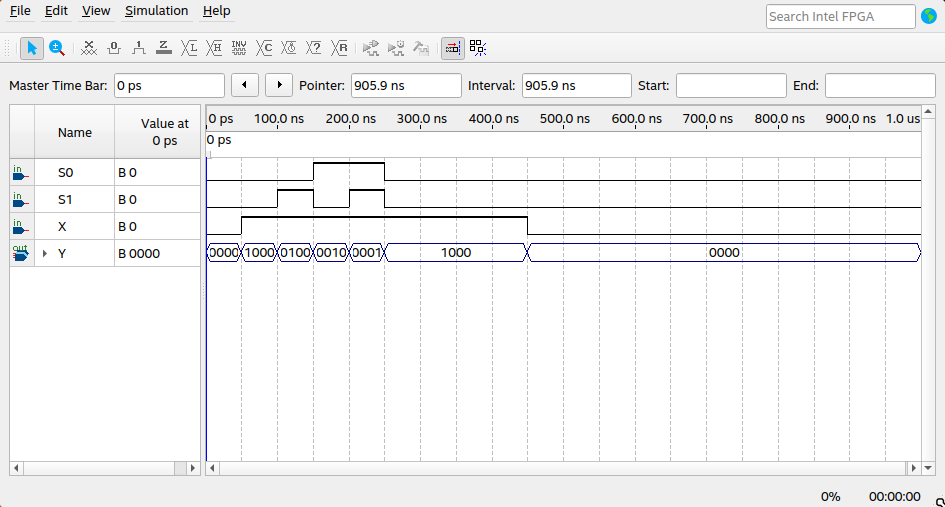 File Edit View Simulation Help
Search Intel FPGA
Master Time Bar: 0 ps Pointer: 905.9 ns Interval: 905.9 ns Start: End:
Name Value at 0 ps
0 ps 100.0 ns 200.0 ns 300.0 ns 400.0 ns 500.0 ns 600.0 ns 700.0 ns 800.0 ns 900.0 ns 1.0 us
0 ps
in S0 B 0
in S1 B 0
in X B 0
out Y B 0000 0000 1000 0100 0010 0001 1000 0000
0% 00:00:00